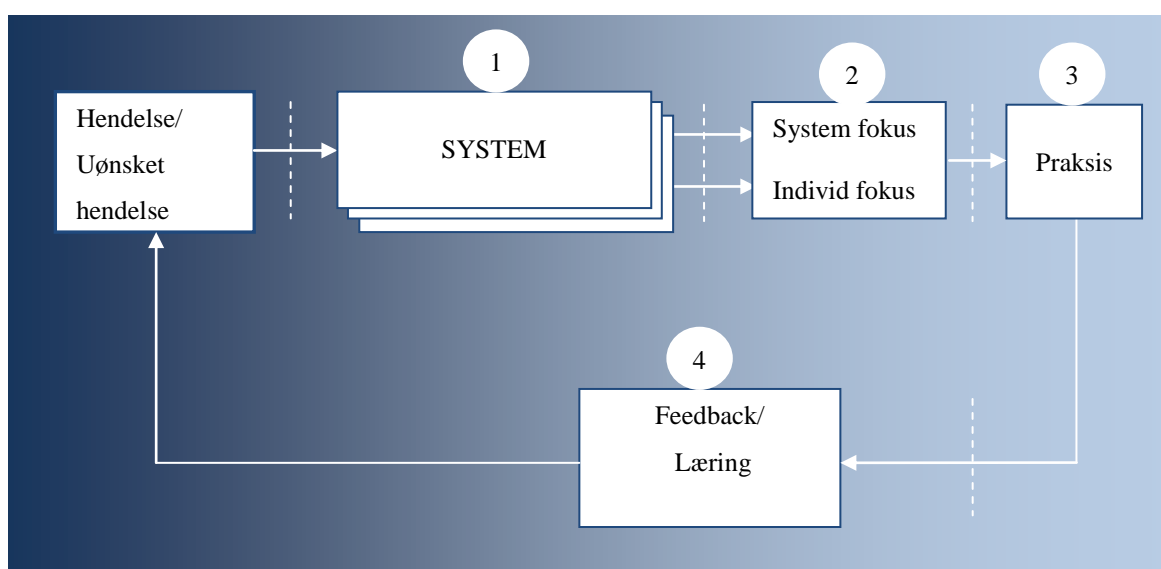 1
2
3
Hendelse/
Uønsket
hendelse
SYSTEM
System fokus
Individ fokus
Praksis
4
Feedback/
Læring